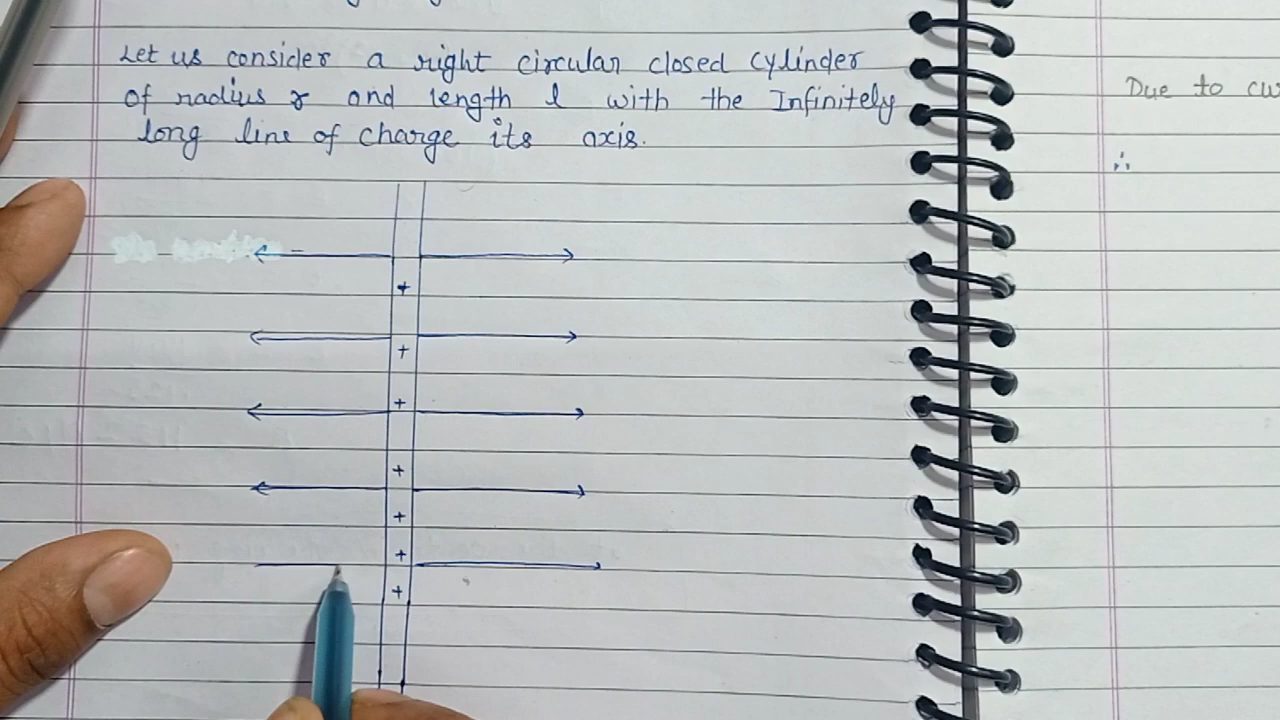 Let us consider a right circular closed cylinder
of radius r and length l with the Infinitely
long line of charge its axis.
+
+
+
+
+
+
+
Due to
∴